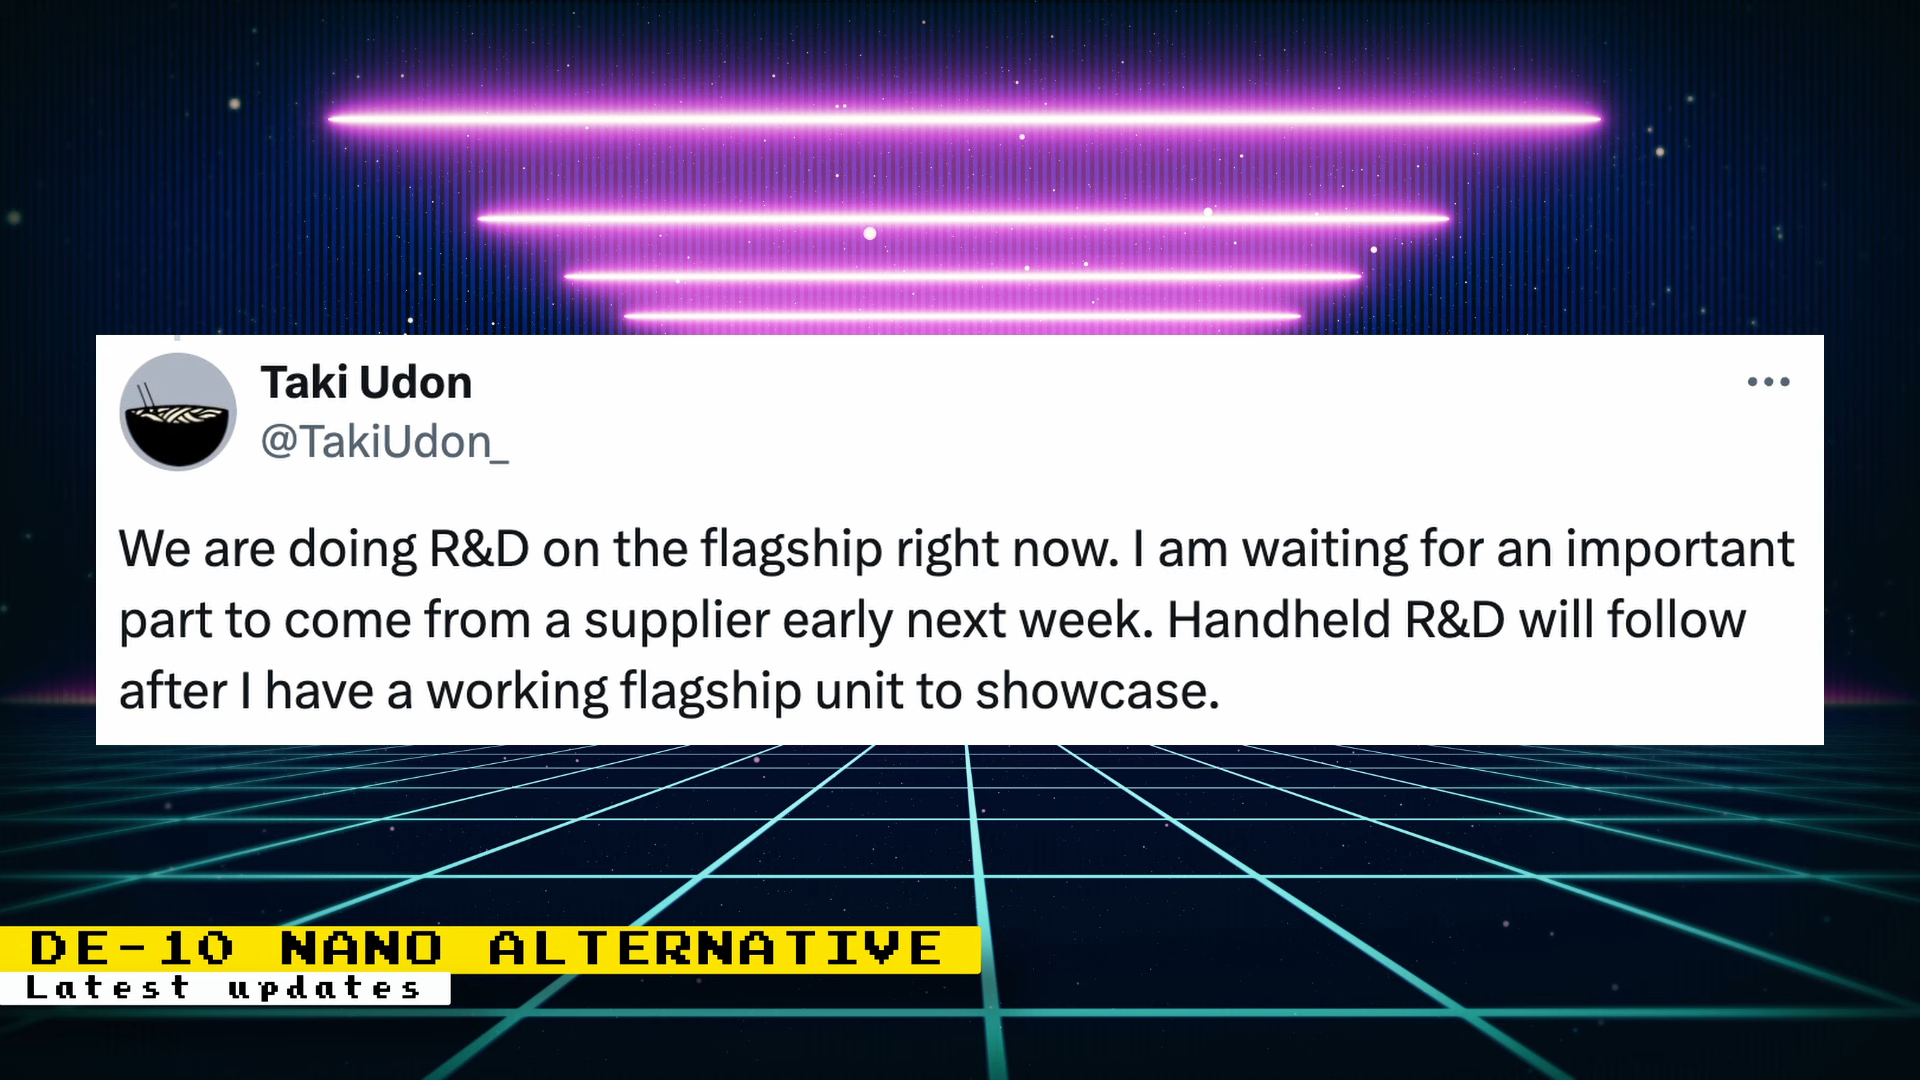 Taki Udon
@TakiUdon_
We are doing R&D on the flagship right now. I am waiting for an important
part to come from a supplier early next week. Handheld R&D will follow
after I have a working flagship unit to showcase.
DE-10 NANO ALTERNATIVE
Latest updates